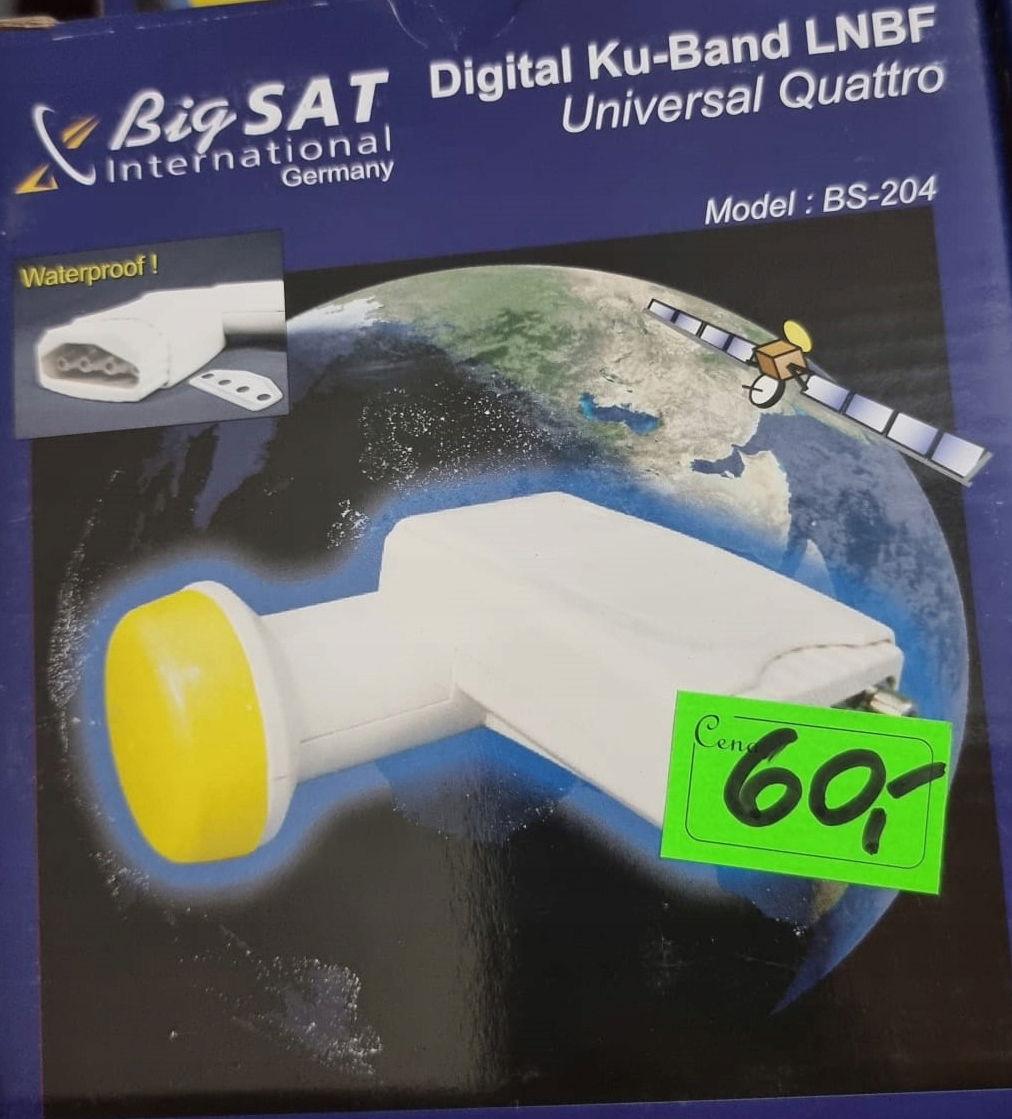 BigSAT
International
Germany
Digital Ku-Band LNBF
Universal Quattro
Model : BS-204
Waterproof !
Cena
60,-